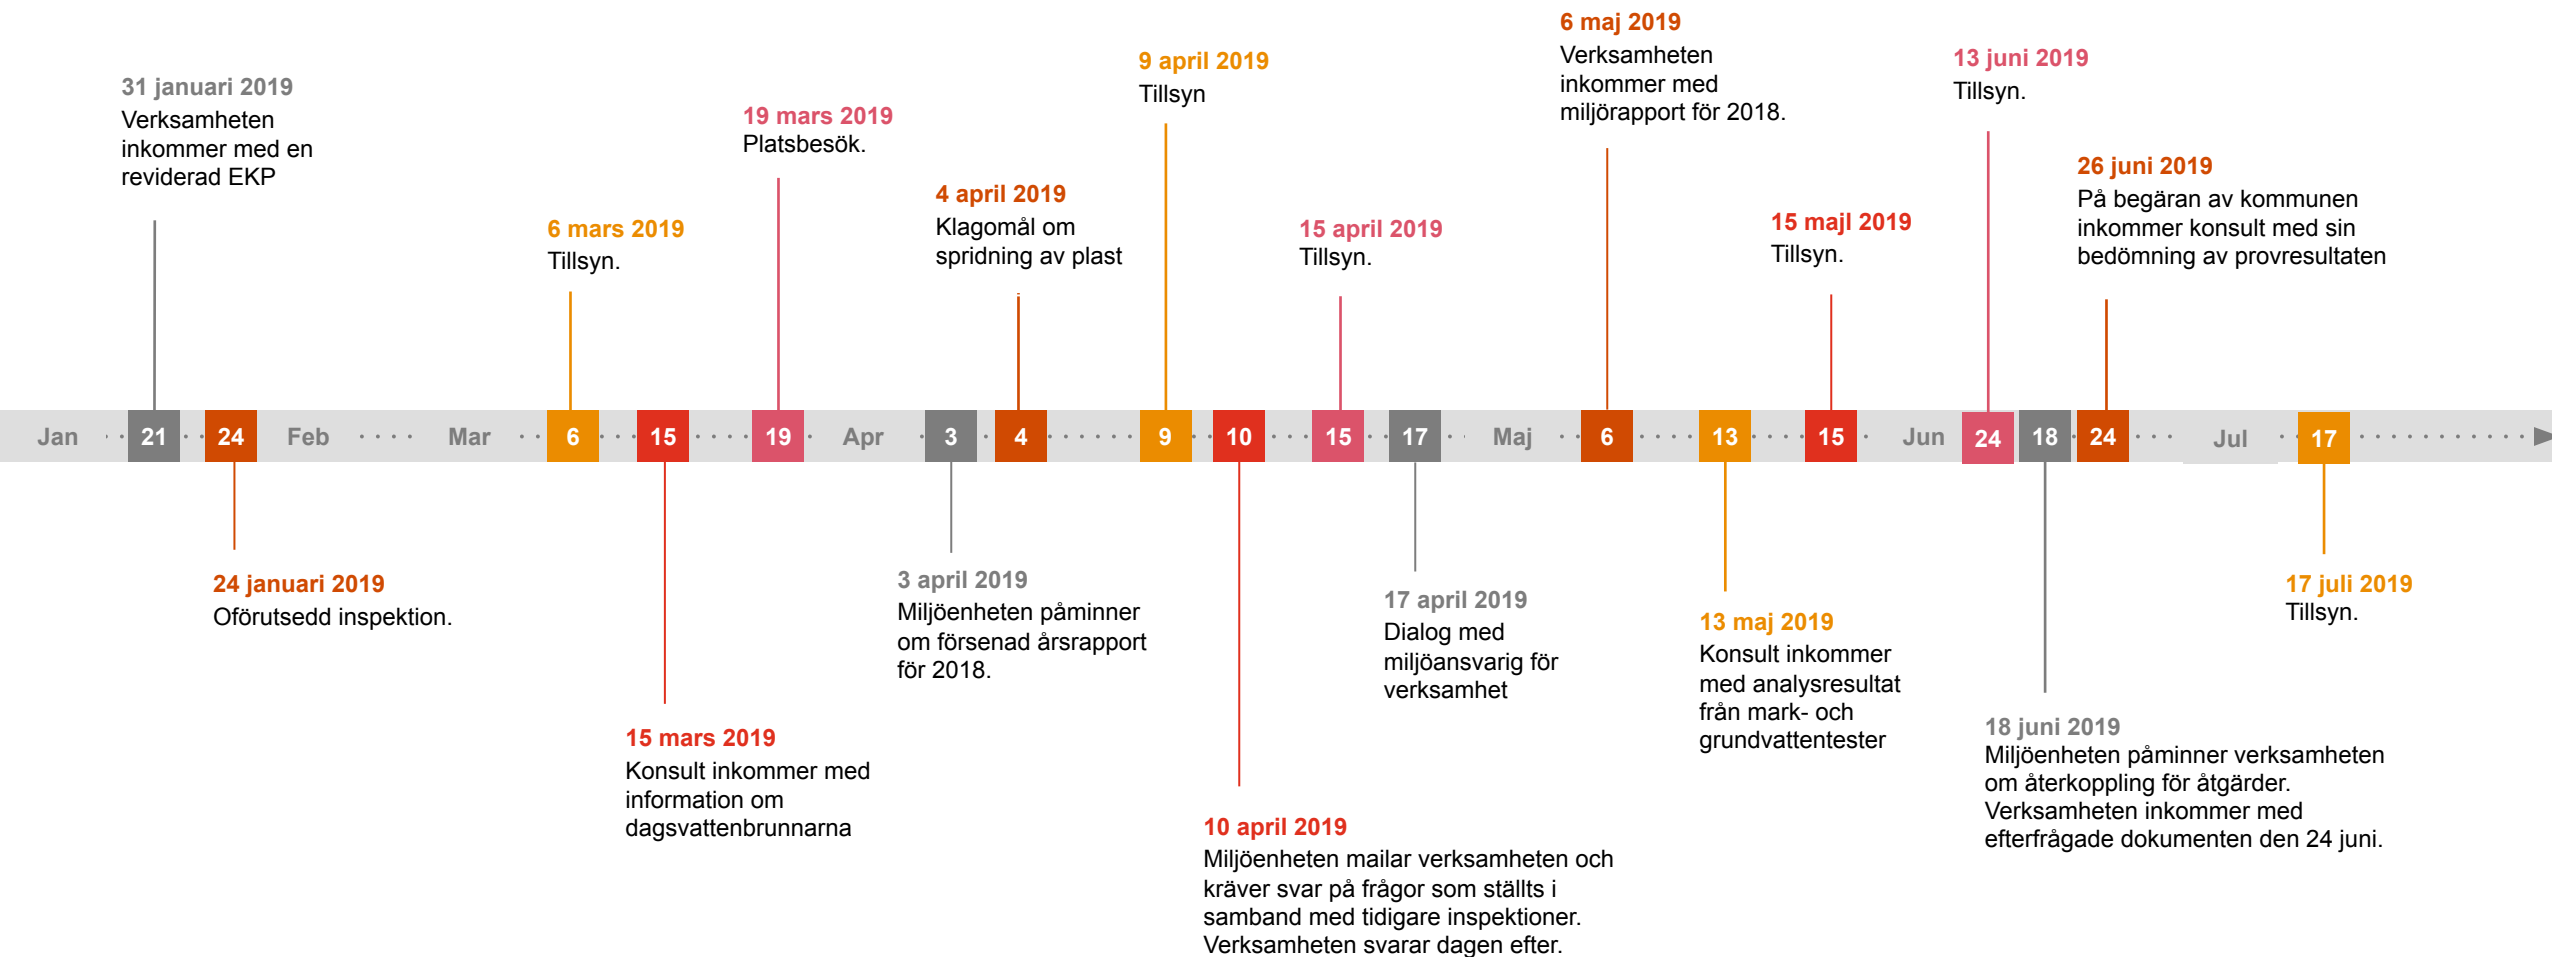 6 maj 2019
Verksamheten
inkommer med
miljörapport för 2018.
9 april 2019
Tillsyn
13 juni 2019
Tillsyn.
31 januari 2019
Verksamheten
inkommer med en
reviderad EKP
19 mars 2019
Platsbesök.
26 juni 2019
På begäran av kommunen
inkommer konsult med sin
bedömning av provresultaten
4 april 2019
Klagomål om
spridning av plast
6 mars 2019
Tillsyn.
15 april 2019
Tillsyn.
15 majl 2019
Tillsyn.
Jan 21 24 Feb Mar 6 15 19 Apr 3 4 9 10 15 17 Maj 6 13 15 Jun 24 18 24 Jul 17
24 januari 2019
Oförutsedd inspektion.
3 april 2019
Miljöenheten påminner
om försenad årsrapport
för 2018.
17 april 2019
Dialog med
miljöansvarig för
verksamhet
13 maj 2019
Konsult inkommer
med analysresultat
från mark- och
grundvattentester
17 juli 2019
Tillsyn.
15 mars 2019
Konsult inkommer med
information om
dagsvattenbrunnarna
18 juni 2019
Miljöenheten påminner verksamheten
om återkoppling för åtgärder.
Verksamheten inkommer med
efterfrågade dokumenten den 24 juni.
10 april 2019
Miljöenheten mailar verksamheten och
kräver svar på frågor som ställts i
samband med tidigare inspektioner.
Verksamheten svarar dagen efter.